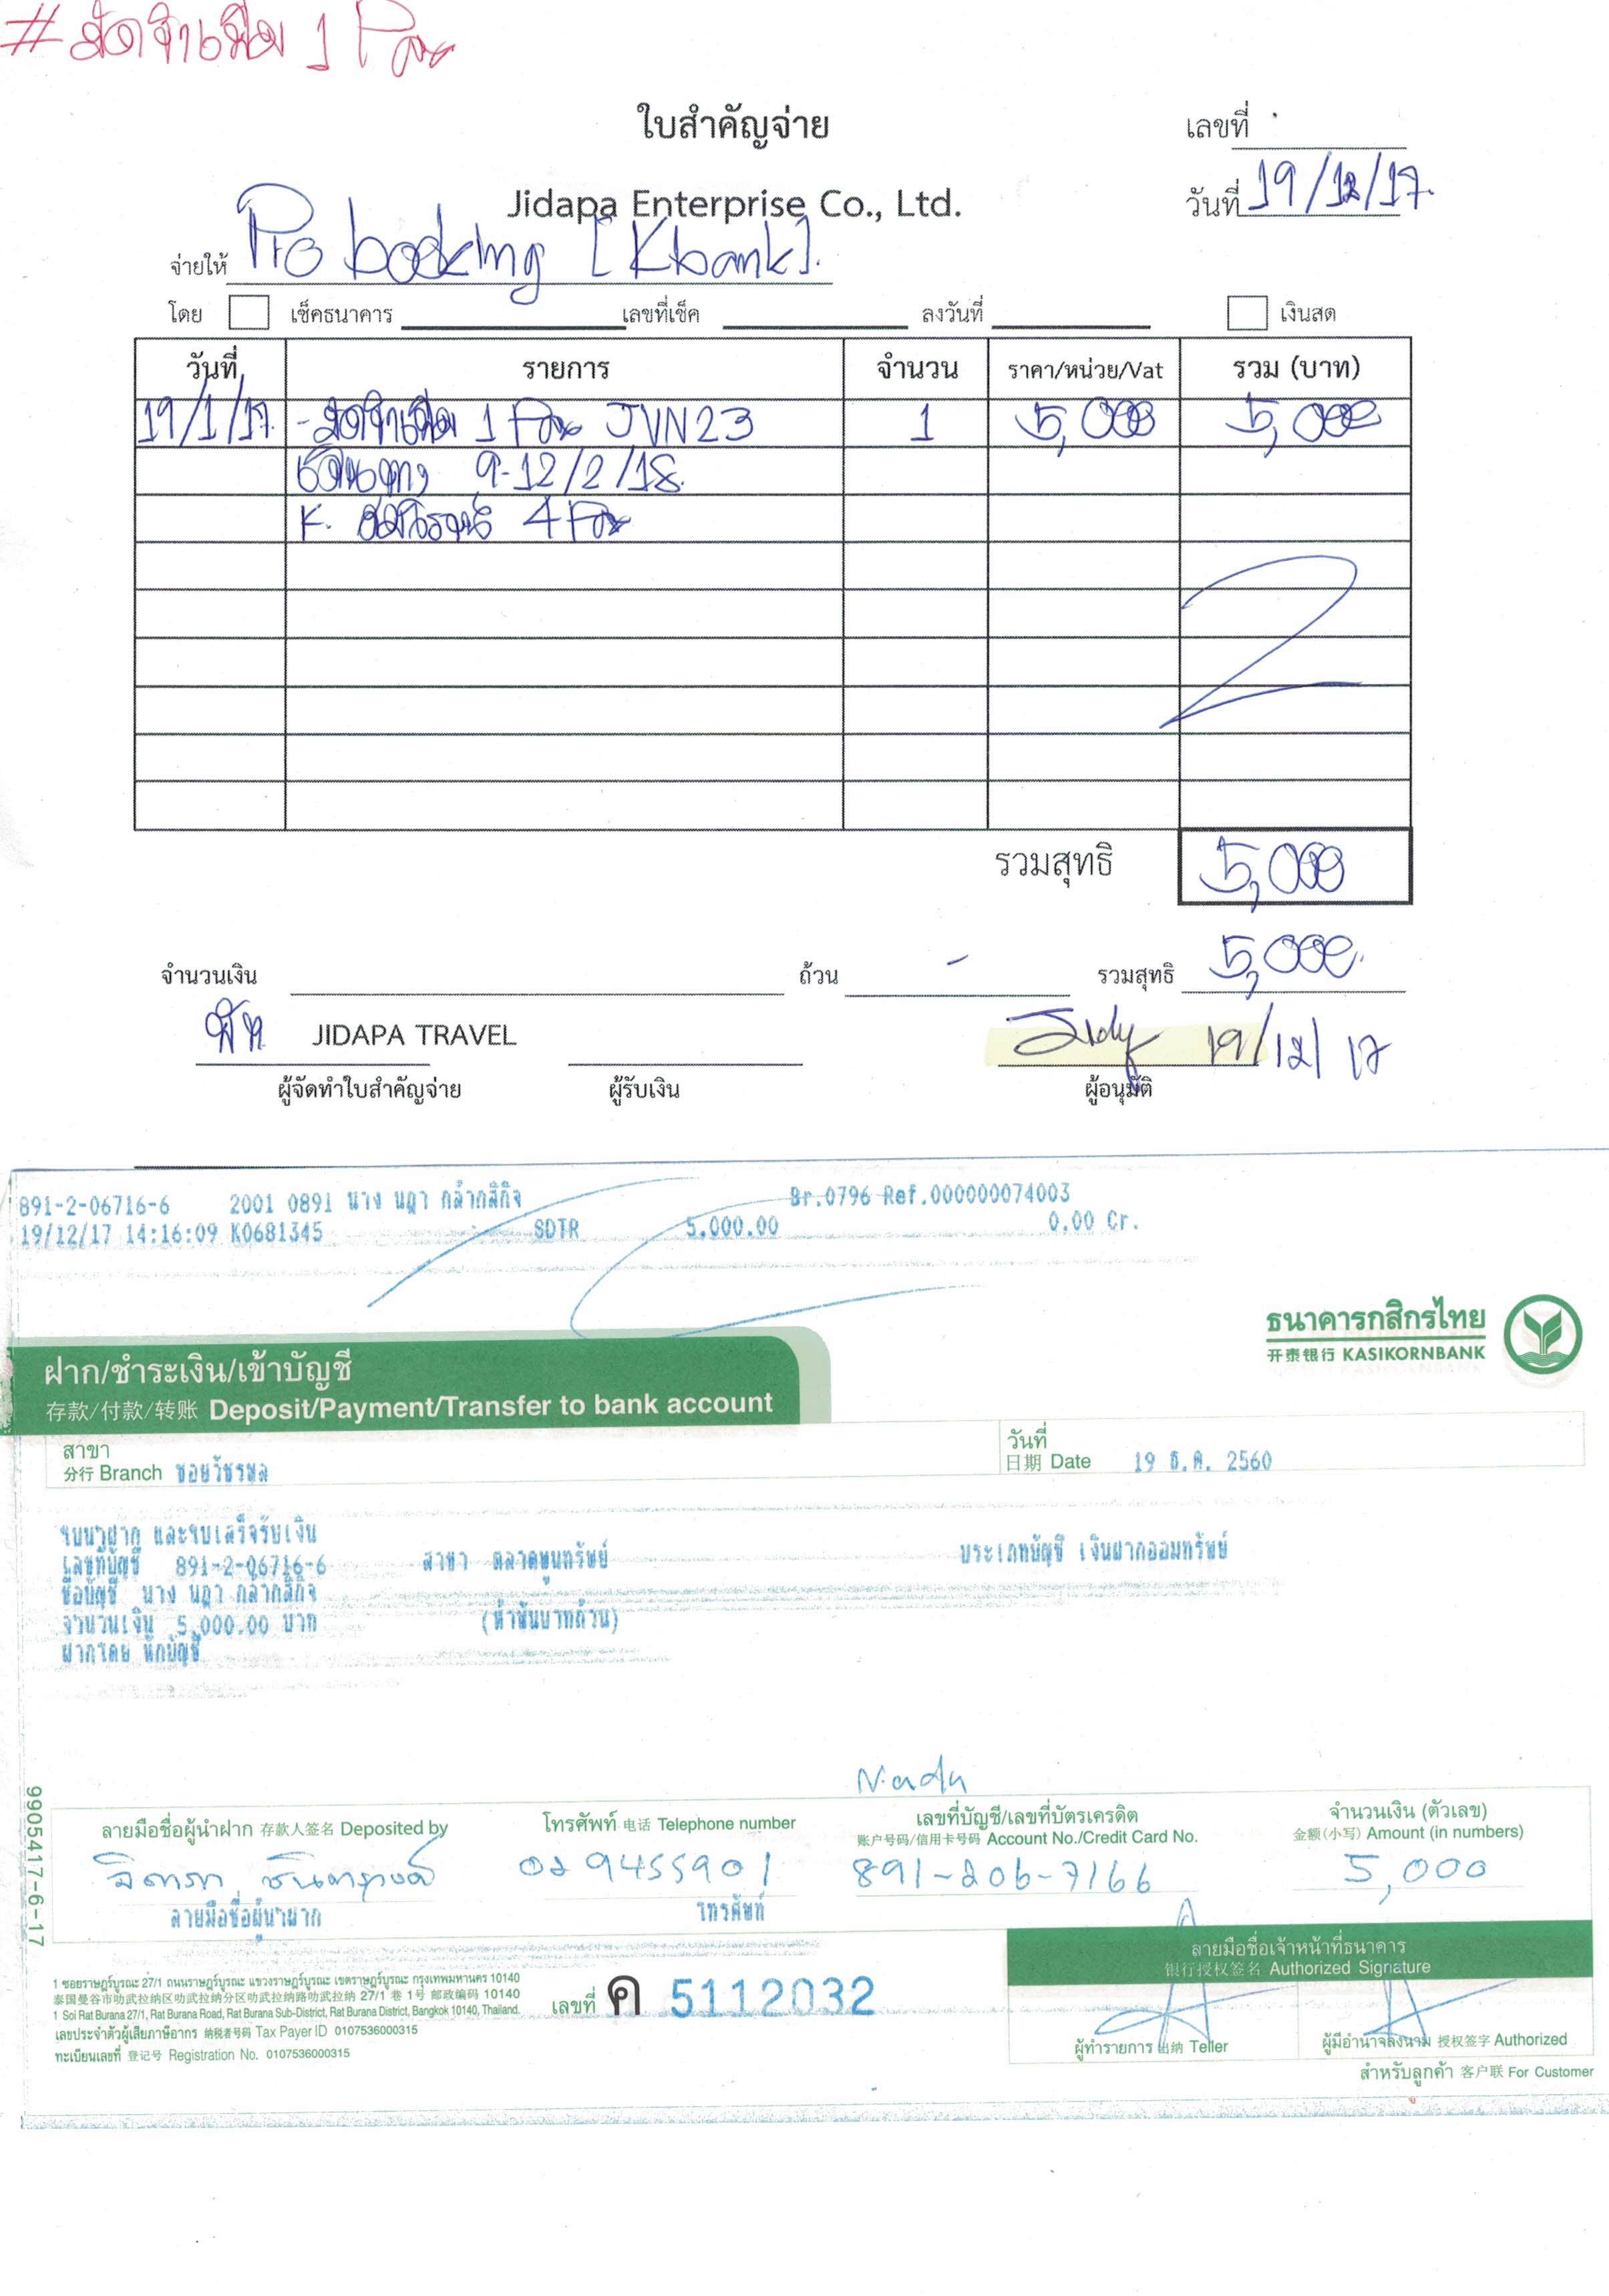 #มัดจำเพิ่ม 1 Pax
ใบสำคัญจ่าย
เลขที่
Jidapa Enterprise Co., Ltd.
วันที่ 19/12/17.
จ่ายให้ Pro booking [Kbank].
โดย เช็คธนาคาร เลขที่เช็ค ลงวันที่ เงินสด
วันที่ รายการ จำนวน ราคา/หน่วย/Vat รวม (บาท)
19/1/17. -มัดจำเพิ่ม 1 Pax JVN23 1 5,000 5,000
เดินทาง 9-12/2/18.
K. 4 Pax
รวมสุทธิ 5,000
จำนวนเงิน ถ้วน - รวมสุทธิ 5,000.
JIDAPA TRAVEL 19/12/17
ผู้จัดทำใบสำคัญจ่าย ผู้รับเงิน ผู้อนุมัติ
891-2-06716-6 2001 0891 นาง นฎา กล้ากสิกิจ Br.0796 Ref.000000074003
19/12/17 14:16:09 K0681345 SDTR 5,000.00 0.00 Cr.
ธนาคารกสิกรไทย
开泰银行 KASIKORNBANK
ฝาก/ชำระเงิน/เข้าบัญชี
存款/付款/转账 Deposit/Payment/Transfer to bank account
สาขา
分行 Branch ซอยวัชรพล
วันที่
日期 Date 19 ธ.ค. 2560
ใบนำฝาก และใบเสร็จรับเงิน
เลขที่บัญชี 891-2-06716-6 สาขา ตลาดพูนทรัพย์ ประเภทบัญชี เงินฝากออมทรัพย์
ชื่อบัญชี นาง นฎา กล้ากสิกิจ
จำนวนเงิน 5,000.00 บาท (ห้าพันบาทถ้วน)
ฝากโดย หักบัญชี
Nada
ลายมือชื่อผู้นำฝาก 存款人签名 Deposited by
โทรศัพท์ 电话 Telephone number
เลขที่บัญชี/เลขที่บัตรเครดิต
账户号码/信用卡号码 Account No./Credit Card No.
จำนวนเงิน (ตัวเลข)
金额(小写) Amount (in numbers)
029455901 891-206-7166 5,000
ลายมือชื่อผู้นำฝาก โทรศัพท์
9905417-6-17
ลายมือชื่อเจ้าหน้าที่ธนาคาร
银行授权签名 Authorized Signature
1 ซอยราษฎร์บูรณะ 27/1 ถนนราษฎร์บูรณะ แขวงราษฎร์บูรณะ เขตราษฎร์บูรณะ กรุงเทพมหานคร 10140
泰国曼谷市叻武拉纳区叻武拉纳分区叻武拉纳路叻武拉纳 27/1 巷 1号 邮政编码 10140
1 Soi Rat Burana 27/1, Rat Burana Road, Rat Burana Sub-District, Rat Burana District, Bangkok 10140, Thailand.
เลขประจำตัวผู้เสียภาษีอากร 纳税者号码 Tax Payer ID 0107536000315
ทะเบียนเลขที่ 登记号 Registration No. 0107536000315
เลขที่ ค 5112032
ผู้ทำรายการ 出纳 Teller
ผู้มีอำนาจลงนาม 授权签字 Authorized
สำหรับลูกค้า 客户联 For Customer